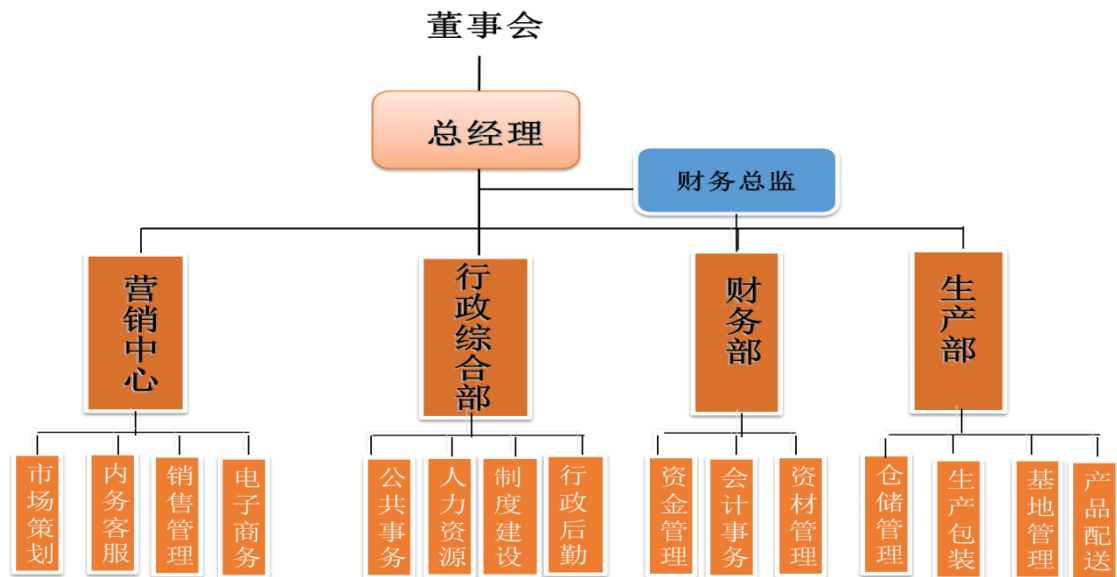 董事会
总经理
财务总监
营销中心
行政综合部
财务部
生产部
市场策划
内务客服
销售管理
电子商务
公共事务
人力资源
制度建设
行政后勤
资金管理
会计事务
资材管理
仓储管理
生产包装
基地管理
产品配送